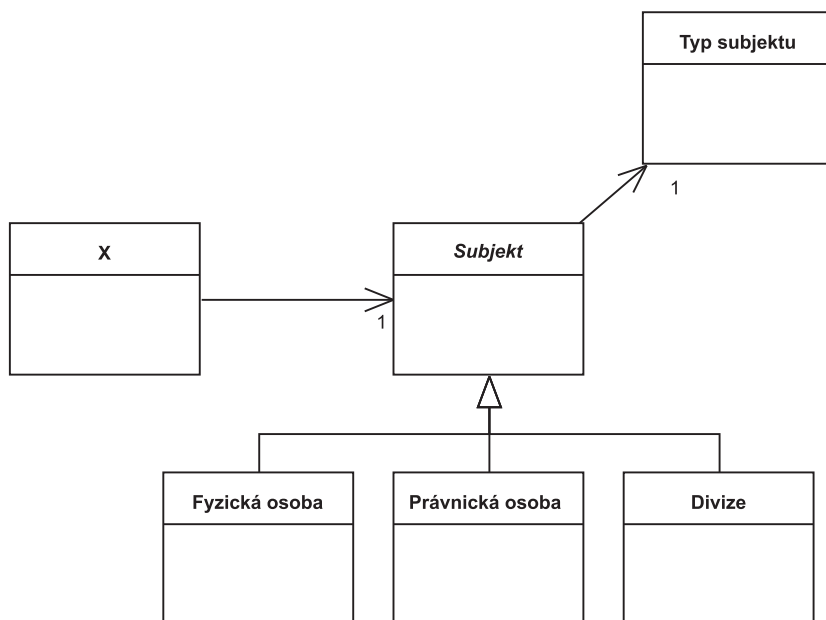 Typ subjektu
1
X
Subjekt
1
Fyzická osoba
Právnická osoba
Divize